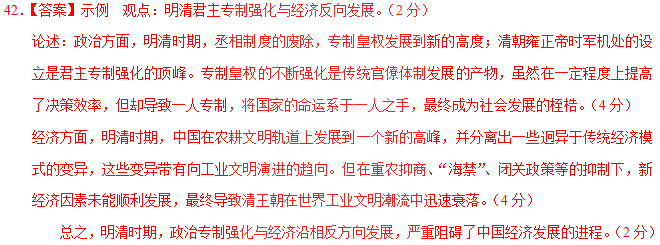 42.【答案】示例　观点：明清君主专制强化与经济反向发展。（2 分）
论述：政治方面，明清时期，丞相制度的废除，专制皇权发展到新的高度；清朝雍正帝时军机处的设
立是君主专制强化的顶峰。专制皇权的不断强化是传统官僚体制发展的产物，虽然在一定程度上提高
了决策效率，但却导致一人专制，将国家的命运系于一人之手，最终成为社会发展的桎梏。（4 分）
经济方面，明清时期，中国在农耕文明轨道上发展到一个新的高峰，并分离出一些迥异于传统经济模
式的变异，这些变异带有向工业文明演进的趋向。但在重农抑商、“海禁”、闭关政策等的抑制下，新
经济因素未能顺利发展，最终导致清王朝在世界工业文明潮流中迅速衰落。（4 分）
总之，明清时期，政治专制强化与经济沿相反方向发展，严重阻碍了中国经济发展的进程。（2 分）